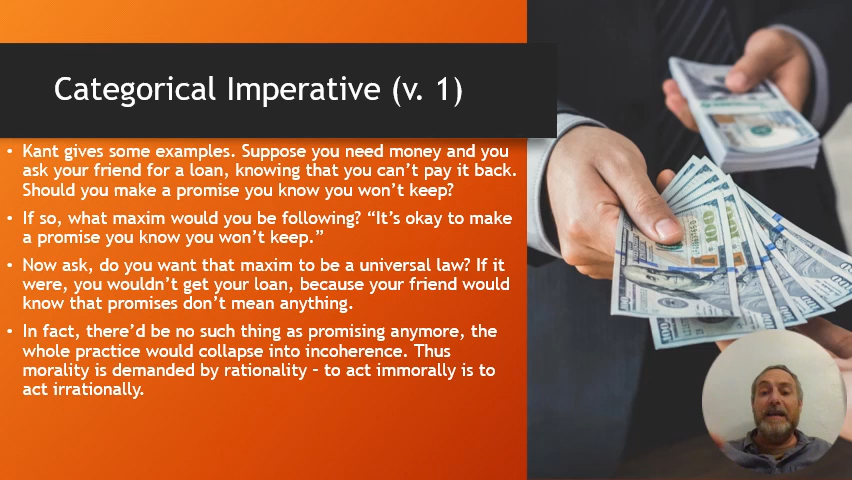 Categorical Imperative (v. 1)
• Kant gives some examples. Suppose you need money and you
ask your friend for a loan, knowing that you can't pay it back.
Should you make a promise you know you won't keep?
• If so, what maxim would you be following? “It's okay to make
a promise you know you won't keep.”
• Now ask, do you want that maxim to be a universal law? If it
were, you wouldn't get your loan, because your friend would
know that promises don't mean anything.
• In fact, there'd be no such thing as promising anymore, the
whole practice would collapse into incoherence. Thus
morality is demanded by rationality – to act immorally is to
act irrationally.